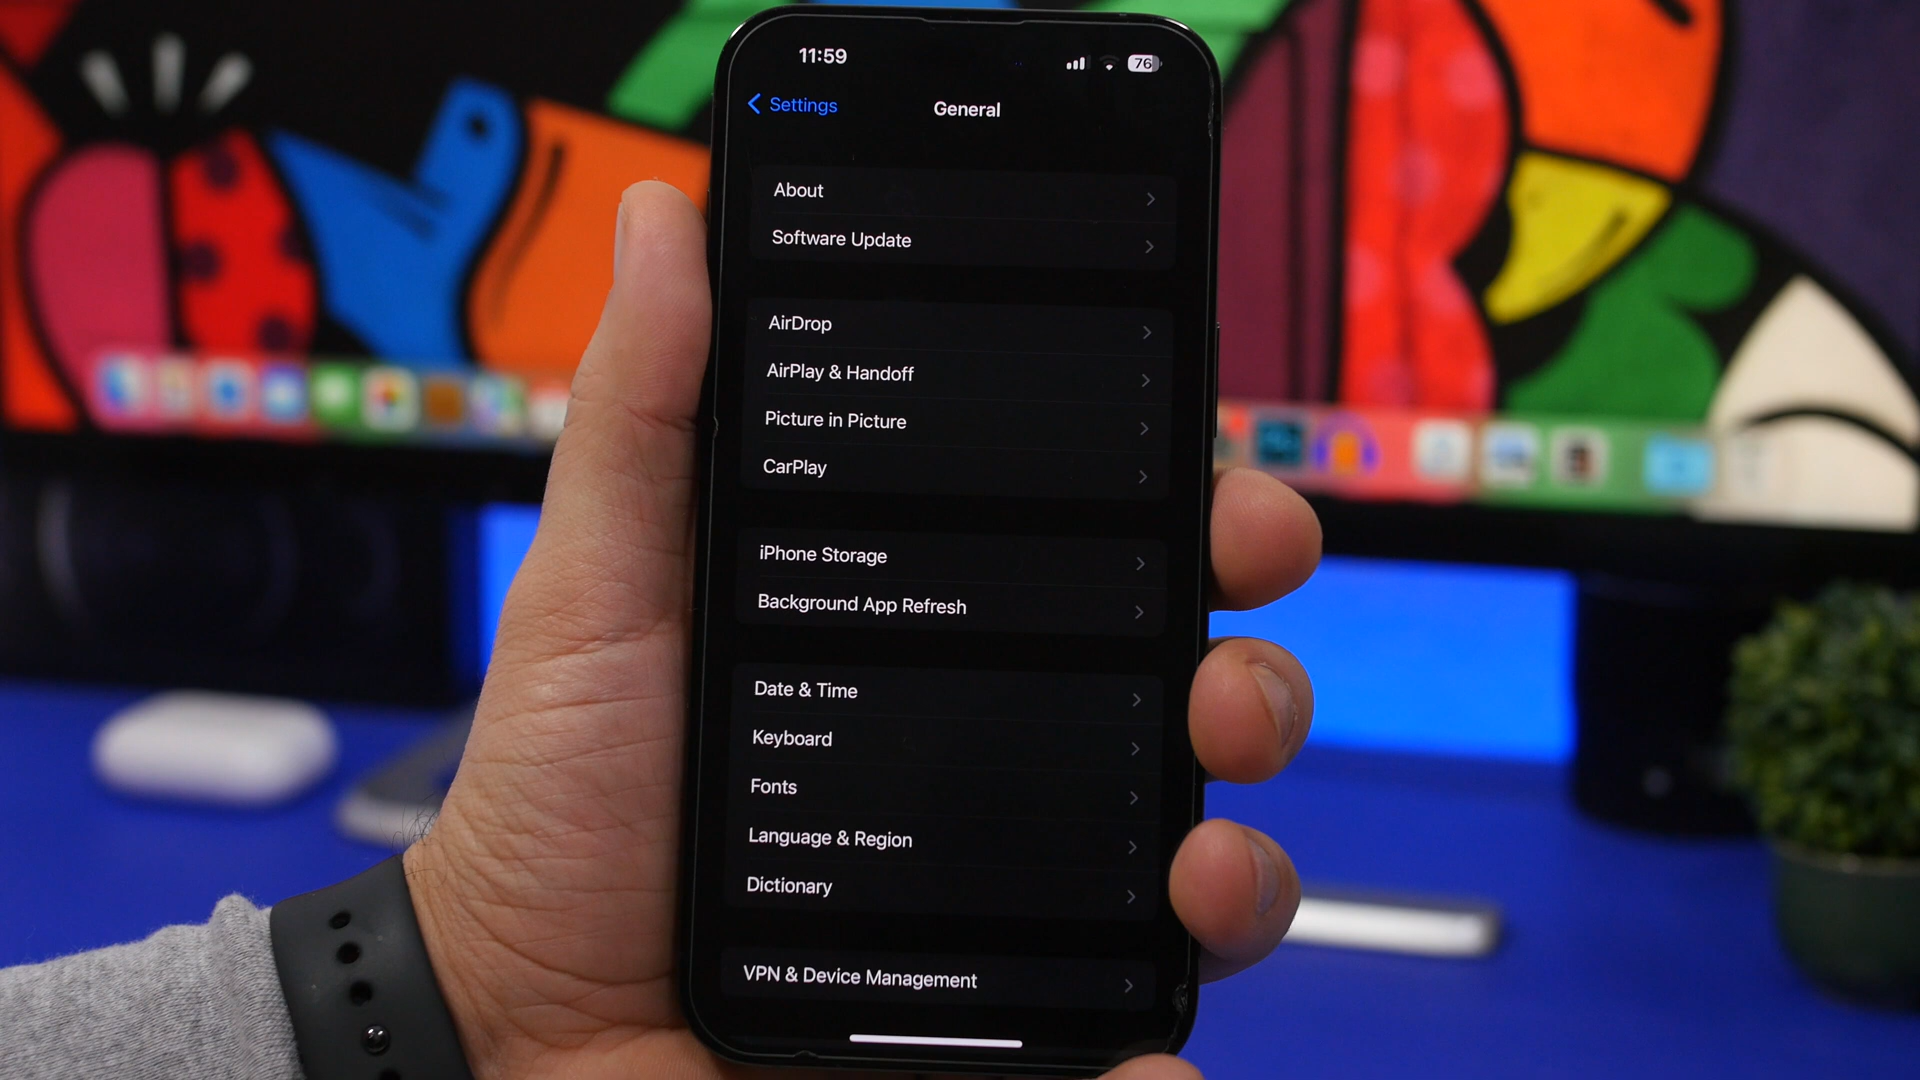 11:59
76
Settings
General
About
Software Update
AirDrop
AirPlay & Handoff
Picture in Picture
CarPlay
iPhone Storage
Background App Refresh
Date & Time
Keyboard
Fonts
Language & Region
Dictionary
VPN & Device Management